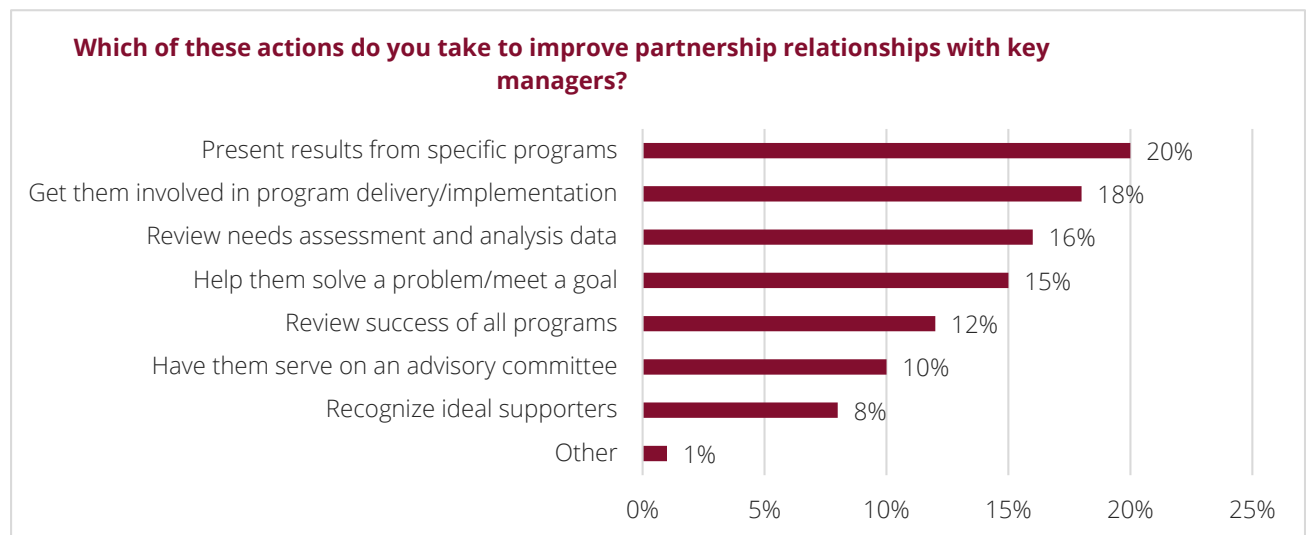 Which of these actions do you take to improve partnership relationships with key
managers?
Present results from specific programs 20%
Get them involved in program delivery/implementation 18%
Review needs assessment and analysis data 16%
Help them solve a problem/meet a goal 15%
Review success of all programs 12%
Have them serve on an advisory committee 10%
Recognize ideal supporters 8%
Other 1%
0% 5% 10% 15% 20% 25%